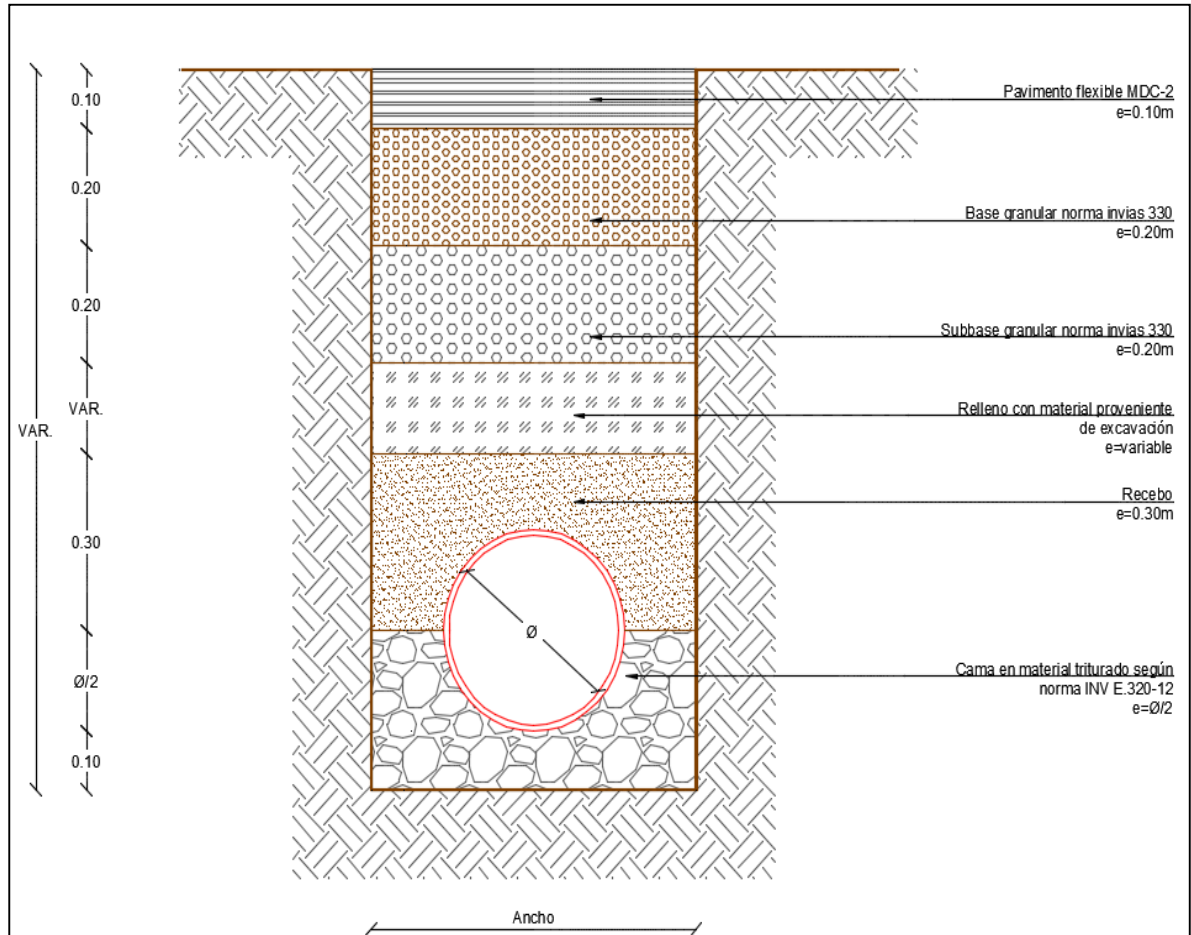 0.10
0.20
0.20
VAR.
VAR.
0.30
Ø/2
0.10
Pavimento flexible MDC-2
e=0.10m
Base granular norma invias 330
e=0.20m
Subbase granular norma invias 330
e=0.20m
Relleno con material proveniente
de excavación
e=variable
Recebo
e=0.30m
Ø
Cama en material triturado según
norma INV E.320-12
e=Ø/2
Ancho